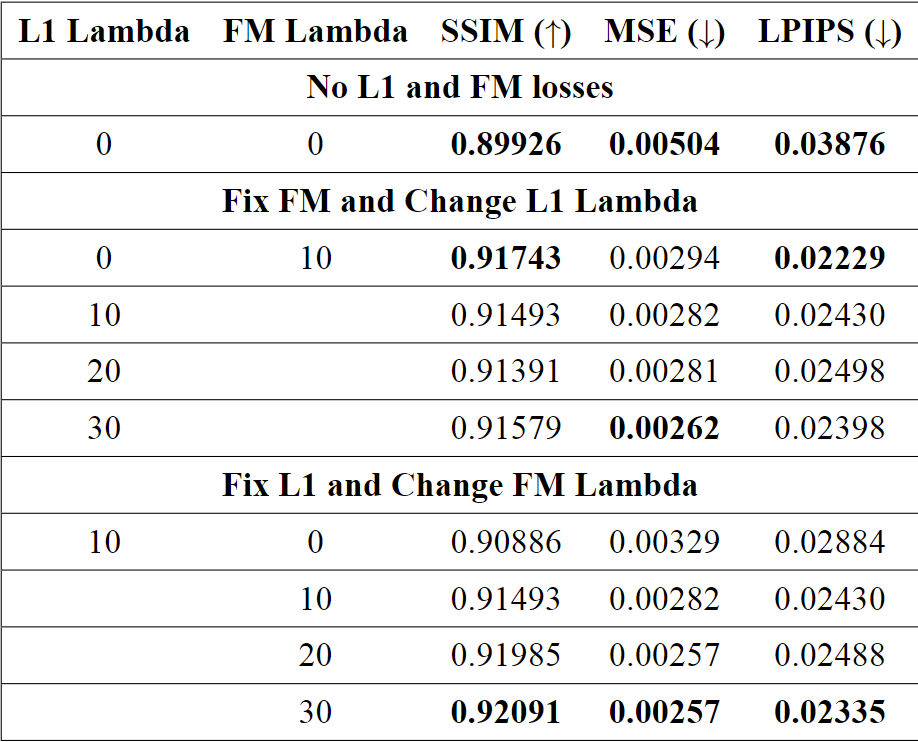 L1 Lambda FM Lambda SSIM (↑) MSE (↓) LPIPS (↓)
No L1 and FM losses
0 0 0.89926 0.00504 0.03876
Fix FM and Change L1 Lambda
0 10 0.91743 0.00294 0.02229
10 0.91493 0.00282 0.02430
20 0.91391 0.00281 0.02498
30 0.91579 0.00262 0.02398
Fix L1 and Change FM Lambda
10 0 0.90886 0.00329 0.02884
10 0.91493 0.00282 0.02430
20 0.91985 0.00257 0.02488
30 0.92091 0.00257 0.02335